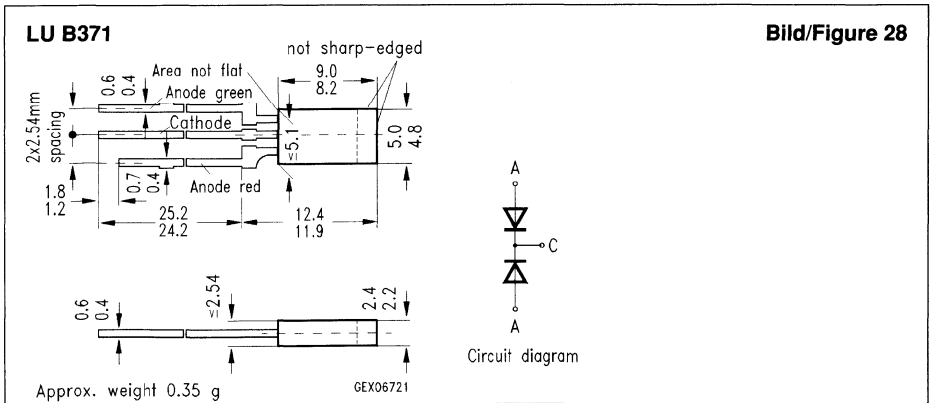 LU B371
Bild/Figure 28
not sharp-edged
Area not flat
9.0
8.2
0.6
0.4
Anode green
2x2.54mm
spacing
Cathode
≤5.1
5.0
4.8
0.7
0.4
Anode red
1.8
1.2
25.2
24.2
12.4
11.9
A
C
A
Circuit diagram
0.6
0.4
≤2.54
2.4
2.2
Approx. weight 0.35 g
GEX06721